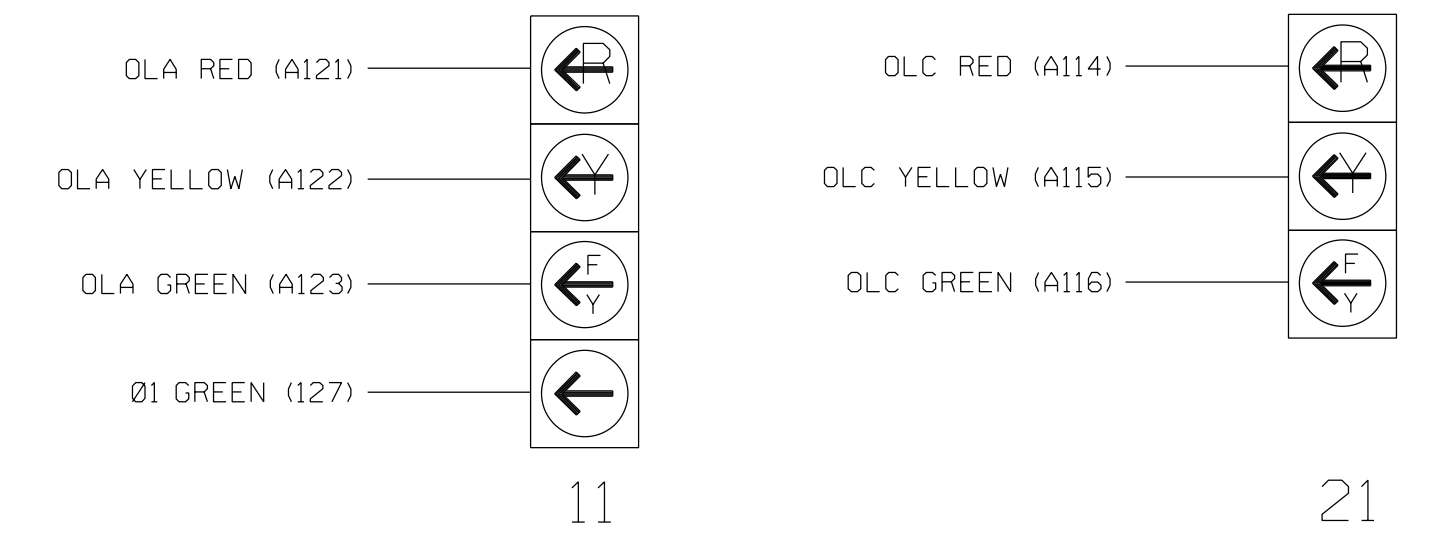 OLA RED (A121)
R
OLA YELLOW (A122)
Y
OLA GREEN (A123)
F
Y
Ø1 GREEN (127)
11
OLC RED (A114)
R
OLC YELLOW (A115)
Y
OLC GREEN (A116)
F
Y
21